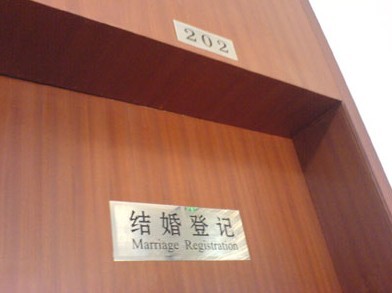 202
结婚登记
Marriage Registration